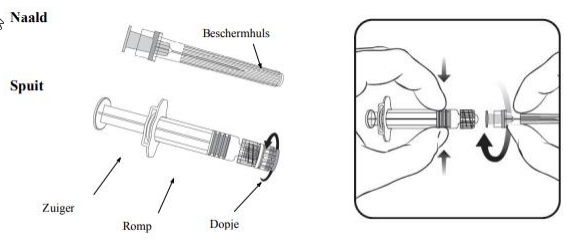 Naald
Beschermhuls
Spuit
Zuiger
Romp
Dopje